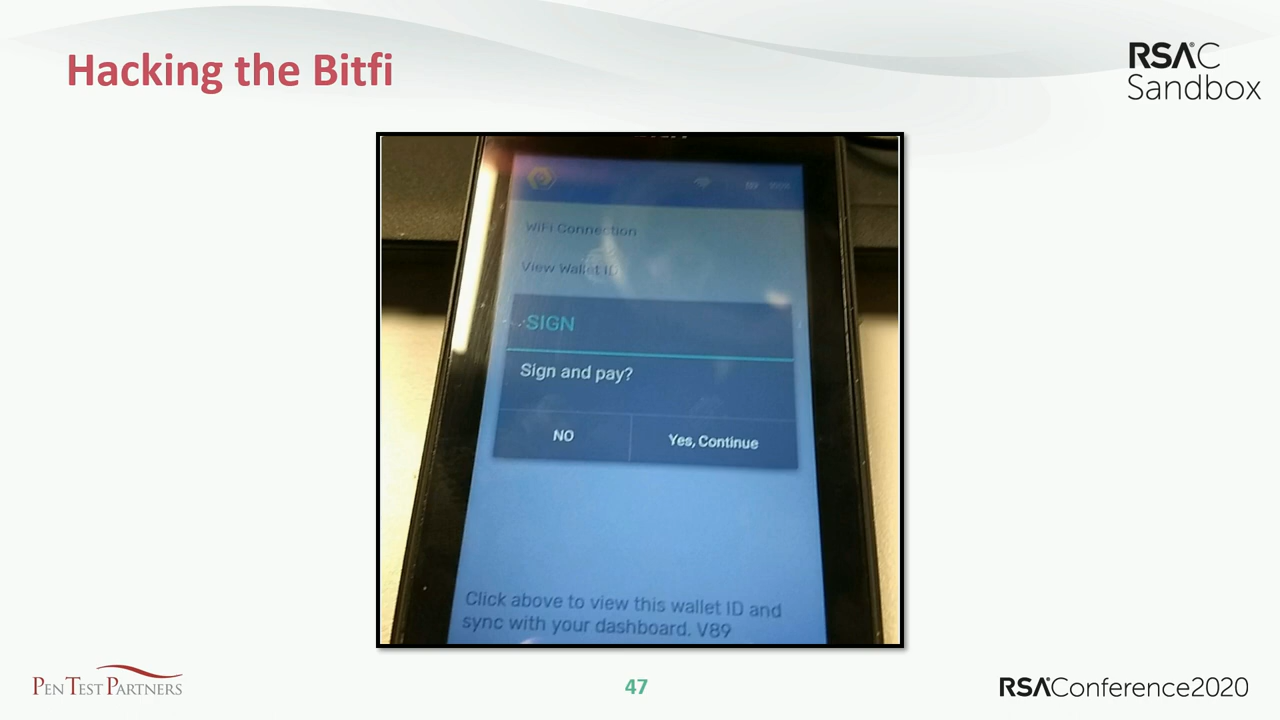 Hacking the Bitfi
RSAC
Sandbox
WiFi Connection
View Wallet ID
SIGN
Sign and pay?
NO
Yes, Continue
Click above to view this wallet ID and
sync with your dashboard. V89
PEN TEST PARTNERS
47
RSAConference2020